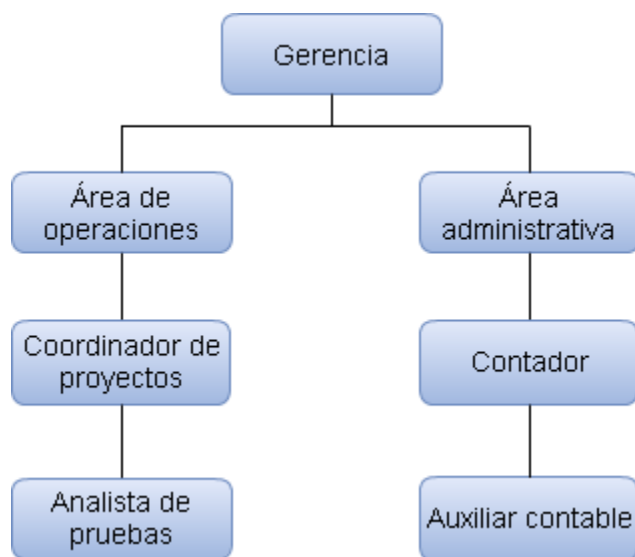 Gerencia
Área de
operaciones
Área
administrativa
Coordinador de
proyectos
Contador
Analista de
pruebas
Auxiliar contable